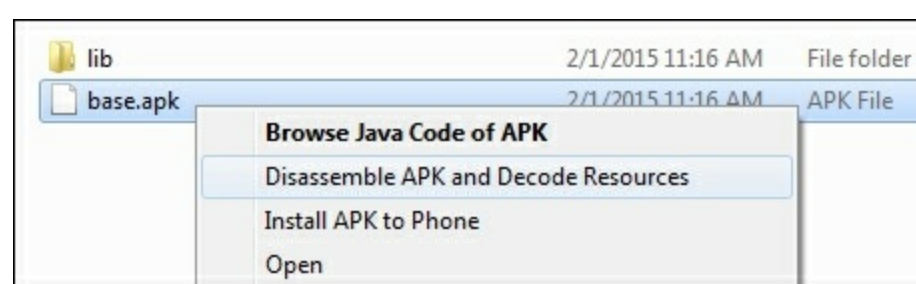 lib 2/1/2015 11:16 AM File folder
base.apk 2/1/2015 11:16 AM APK File
Browse Java Code of APK
Disassemble APK and Decode Resources
Install APK to Phone
Open